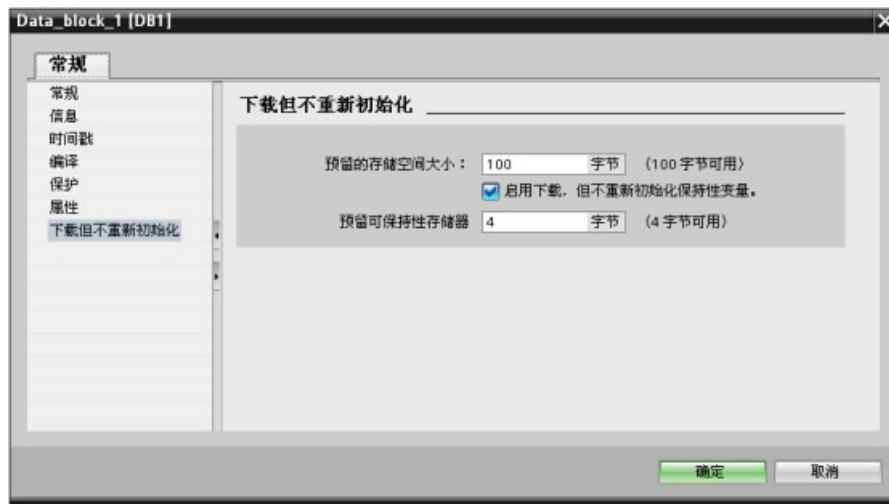 Data_block_1 [DB1]
常规
常规
信息
时间戳
编译
保护
属性
下载但不重新初始化
下载但不重新初始化
预留的存储空间大小： 100 字节 (100 字节可用)
启用下载，但不重新初始化保持性变量。
预留可保持性存储器 4 字节 (4 字节可用)
确定 取消